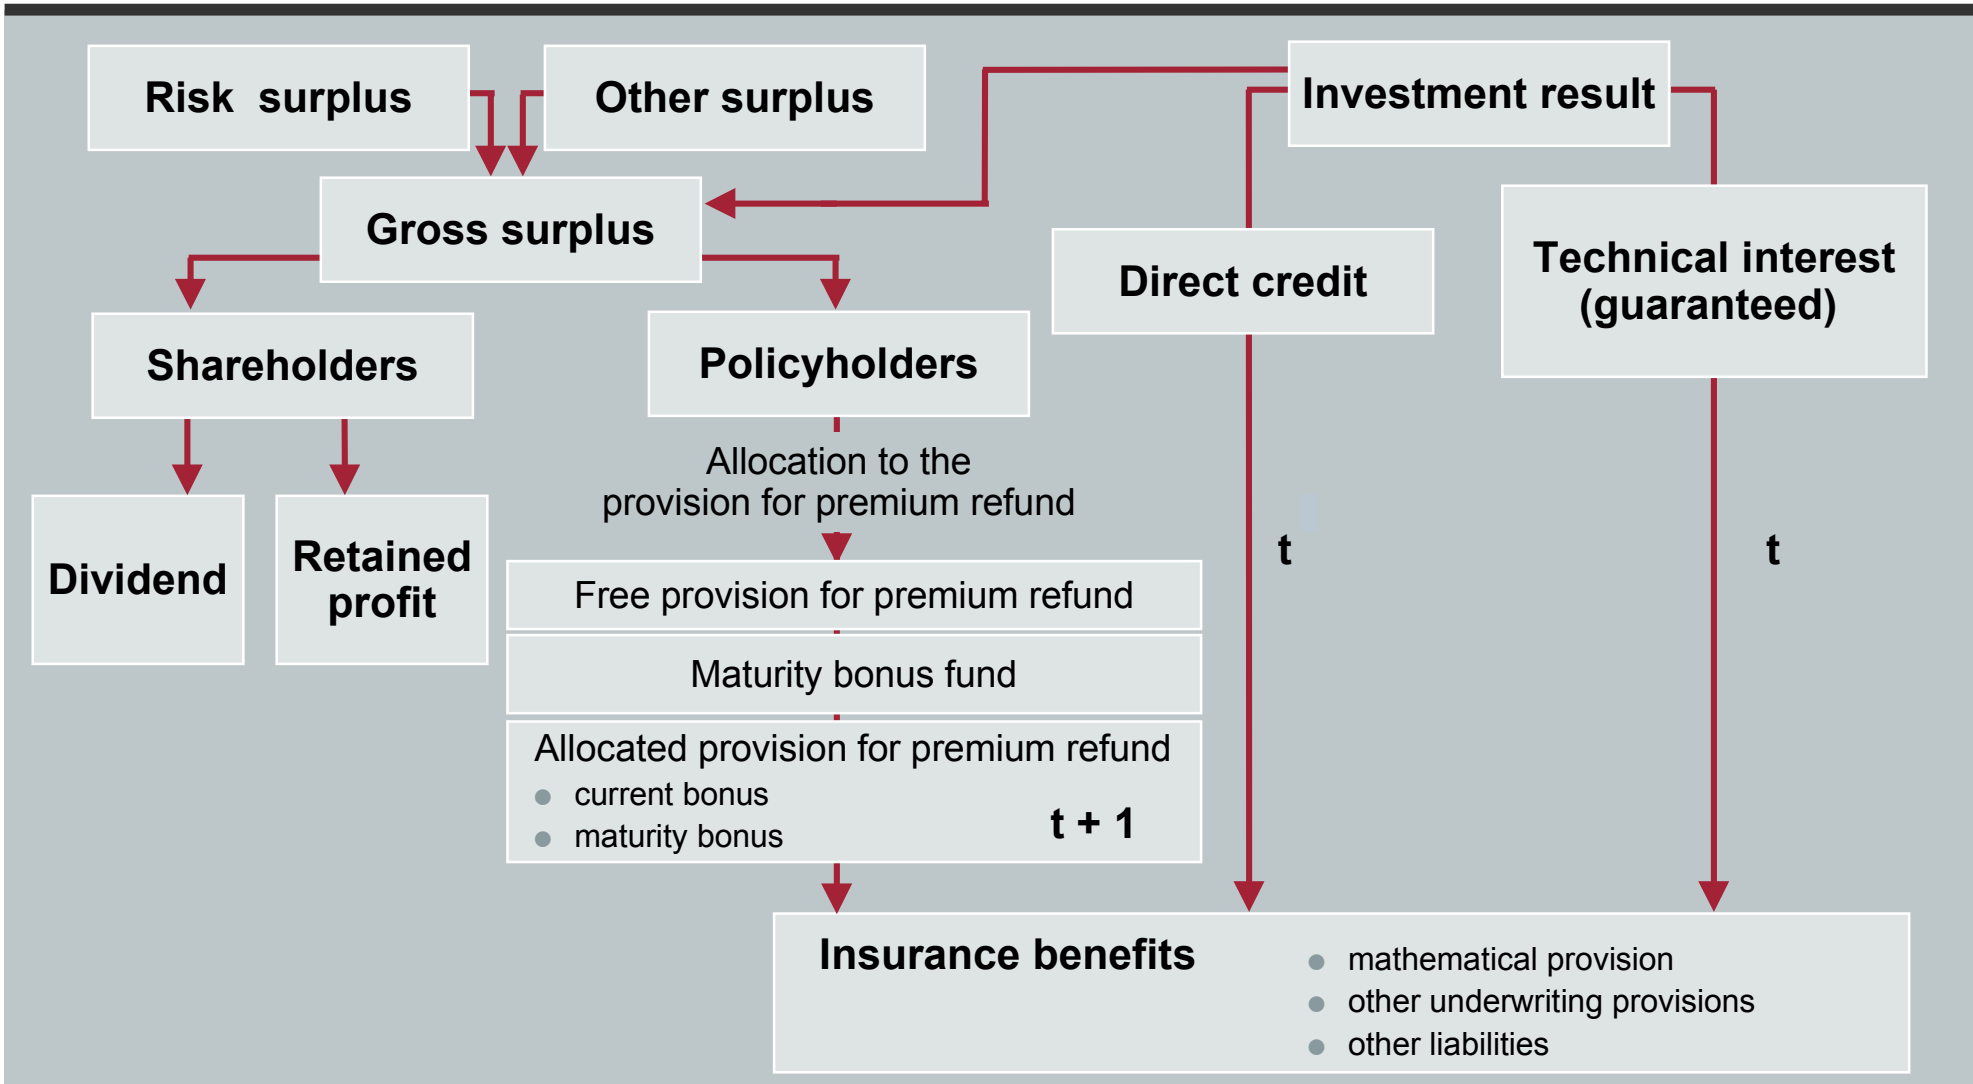 Risk surplus
Other surplus
Investment result
Gross surplus
Direct credit
Technical interest
(guaranteed)
Shareholders
Policyholders
Allocation to the
provision for premium refund
Dividend
Retained
profit
t
t
Free provision for premium refund
Maturity bonus fund
Allocated provision for premium refund
current bonus
maturity bonus
t + 1
Insurance benefits
mathematical provision
other underwriting provisions
other liabilities